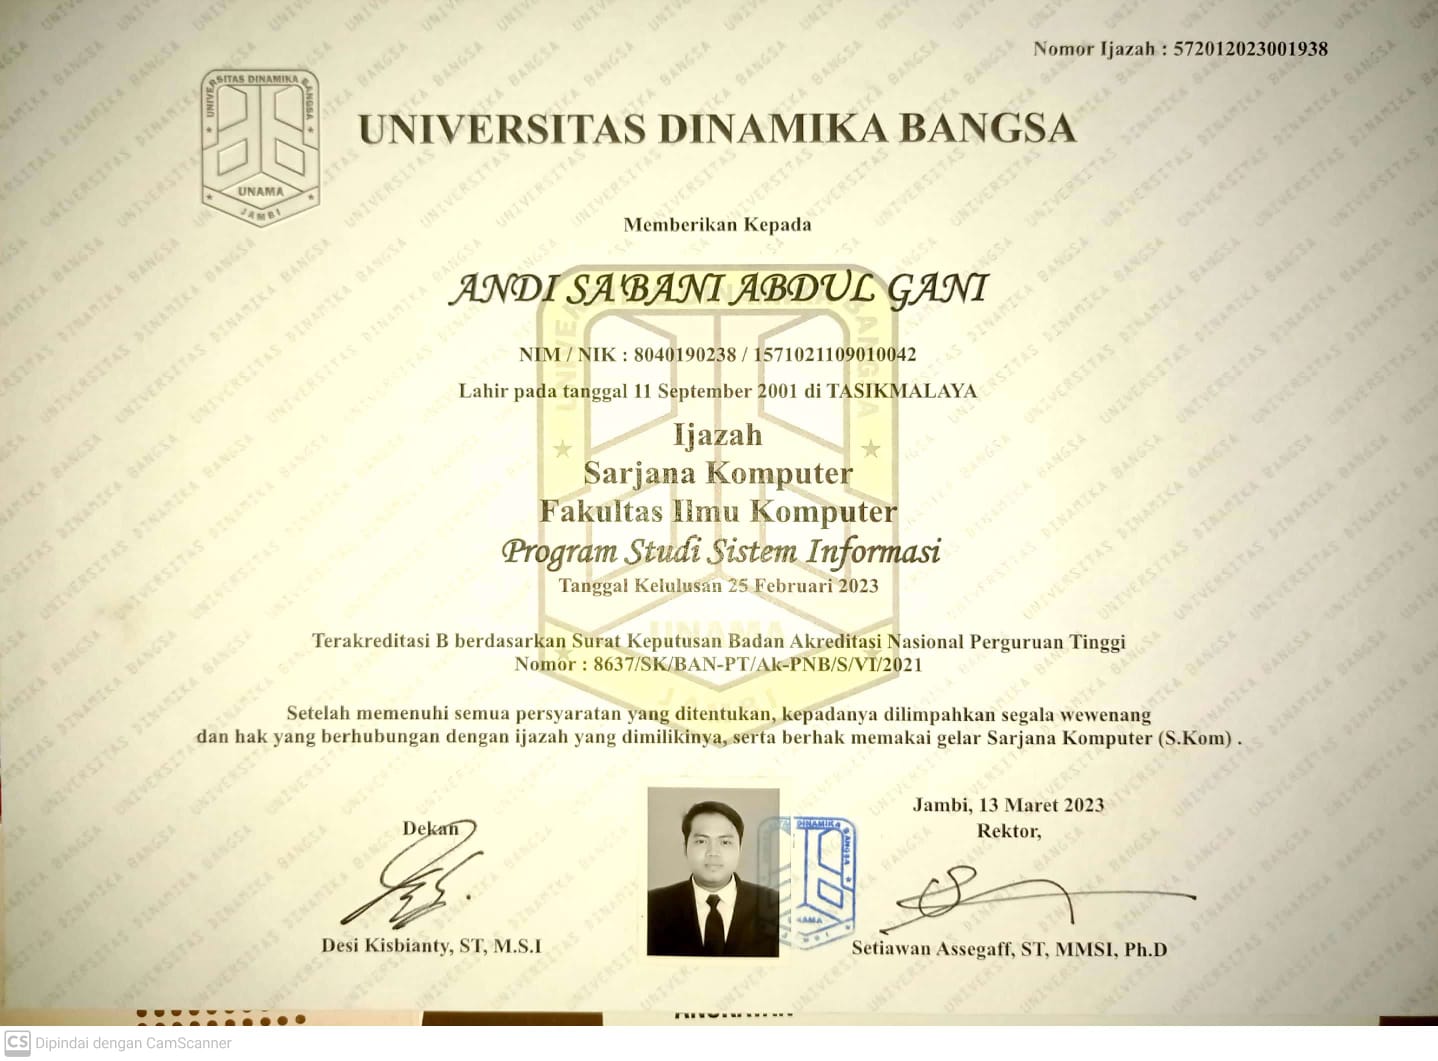 Nomor Ijazah : 572012023001938
UNIVERSITAS DINAMIKA BANGSA
UNAMA
JAMBI
UNIVERSITAS DINAMIKA BANGSA
Memberikan Kepada
ANDI SA'BANI ABDUL GANI
NIM / NIK : 8040190238 / 1571021109010042
Lahir pada tanggal 11 September 2001 di TASIKMALAYA
Ijazah
Sarjana Komputer
Fakultas Ilmu Komputer
Program Studi Sistem Informasi
Tanggal Kelulusan 25 Februari 2023
Terakreditasi B berdasarkan Surat Keputusan Badan Akreditasi Nasional Perguruan Tinggi
Nomor : 8637/SK/BAN-PT/Ak-PNB/S/VI/2021
Setelah memenuhi semua persyaratan yang ditentukan, kepadanya dilimpahkan segala wewenang
dan hak yang berhubungan dengan ijazah yang dimilikinya, serta berhak memakai gelar Sarjana Komputer (S.Kom) .
Jambi, 13 Maret 2023
Dekan
Rektor,
DINAMIKA BANGSA
Desi Kisbianty, ST, M.S.I
Setiawan Assegaff, ST, MMSI, Ph.D
CS Dipindai dengan CamScanner